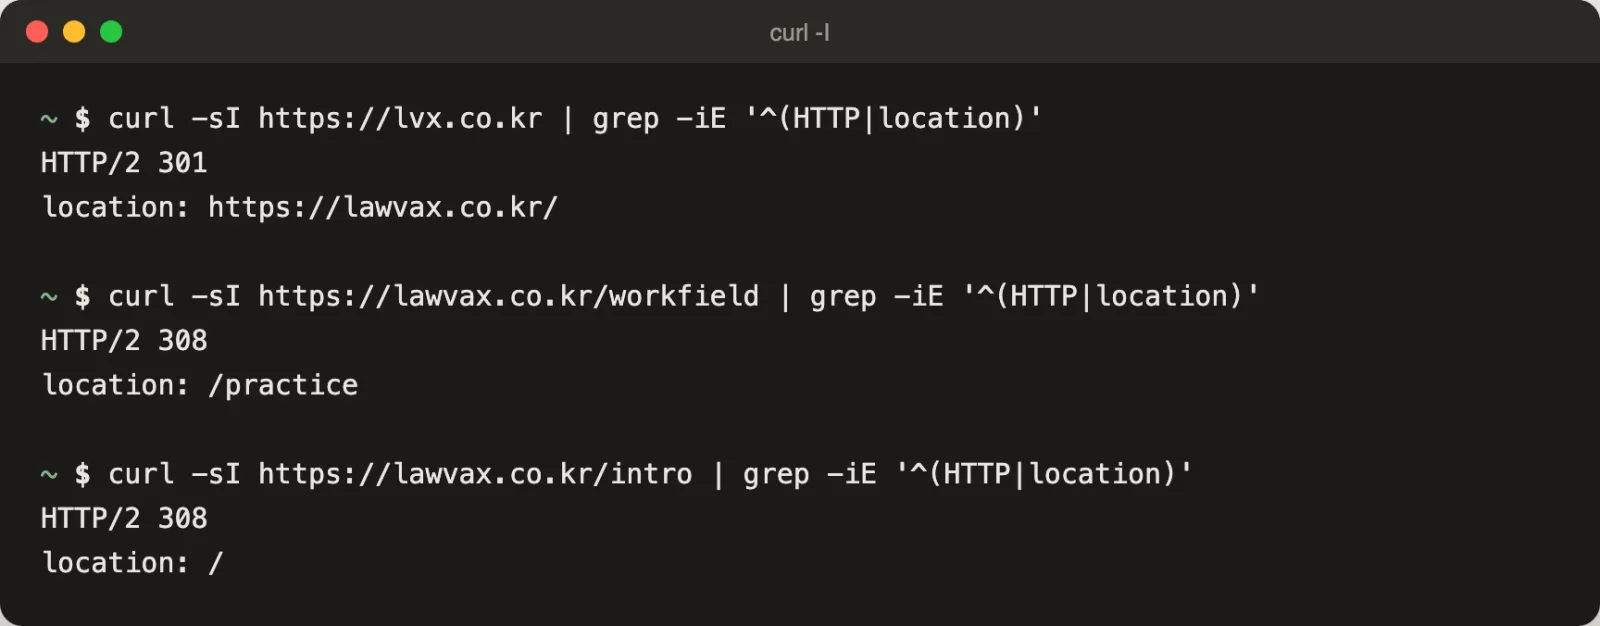 curl -I
~ $ curl -sI https://lvx.co.kr | grep -iE '^(HTTP|location)'
HTTP/2 301
location: https://lawvax.co.kr/
~ $ curl -sI https://lawvax.co.kr/workfield | grep -iE '^(HTTP|location)'
HTTP/2 308
location: /practice
~ $ curl -sI https://lawvax.co.kr/intro | grep -iE '^(HTTP|location)'
HTTP/2 308
location: /